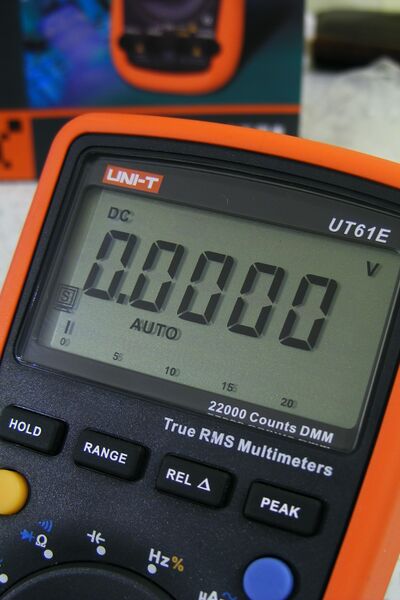 UNI-T
UT61E
DC
V
0.0000
S
AUTO
0 5 10 15 20
22000 Counts DMM
True RMS Multimeters
HOLD
RANGE
REL Δ
PEAK
Ω
Hz%
μA